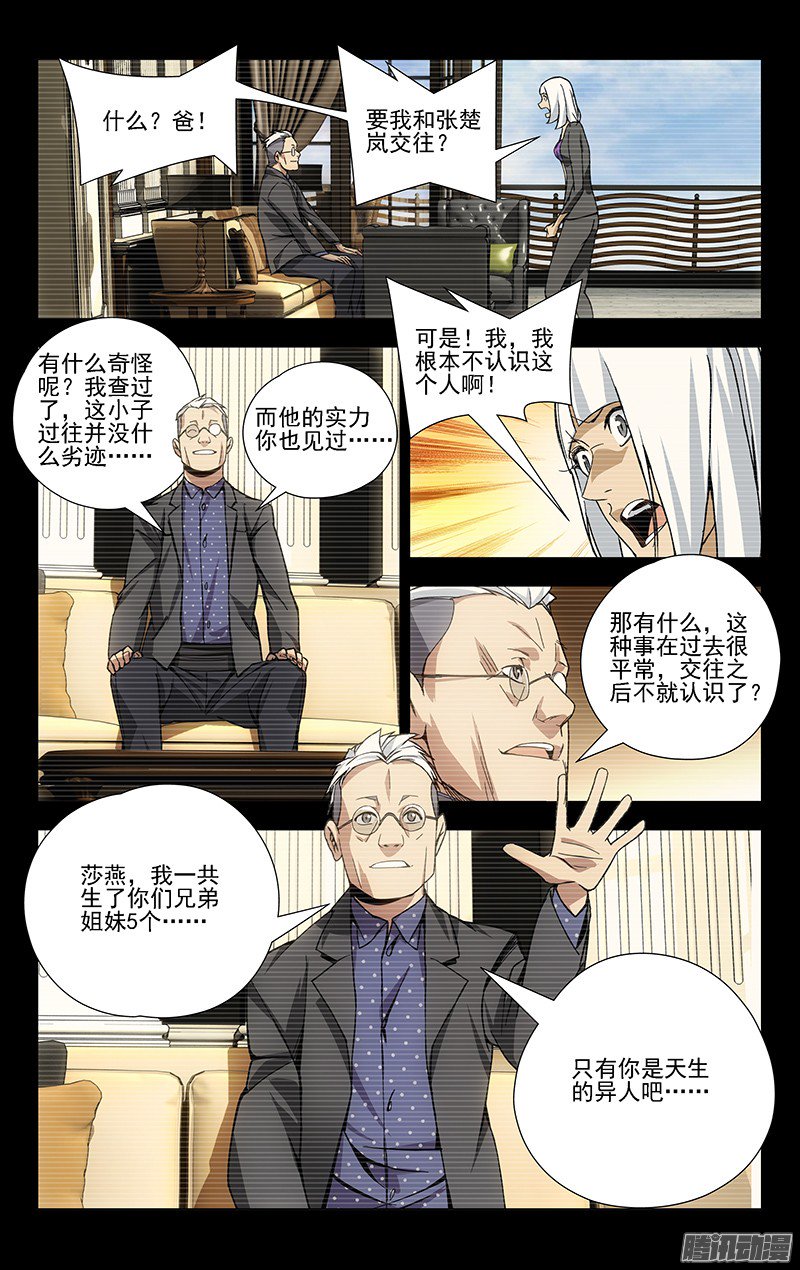 什么？爸！
要我和张楚
岚交往？
可是！我，我
根本不认识这
个人啊！
有什么奇怪
呢？我查过
了，这小子
过往并没什
么劣迹……
而他的实力
你也见过……
那有什么，这
种事在过去很
平常，交往之
后不就认识了？
莎燕，我一共
生了你们兄弟
姐妹5个……
只有你是天生
的异人吧……
腾讯动漫